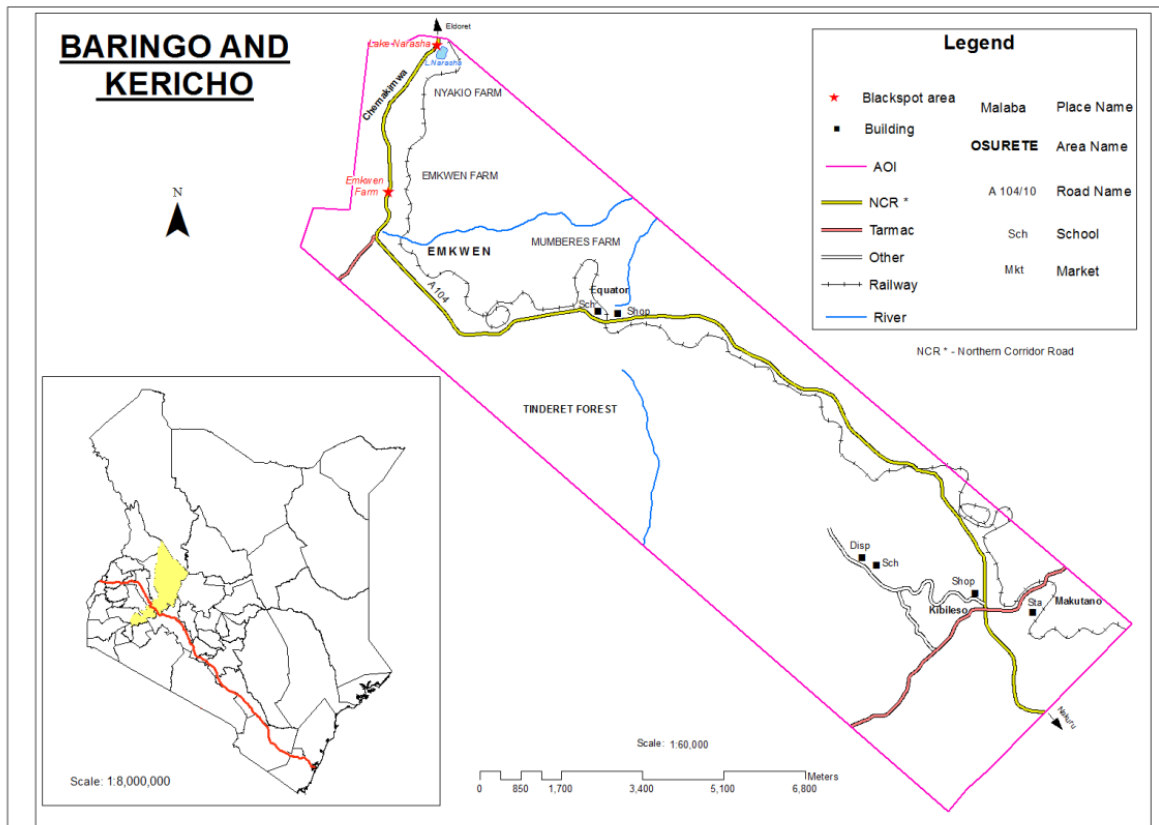 BARINGO AND
KERICHO
Eldoret
Lake Narasha
L.Narasha
Chemakimwa
NYAKIO FARM
Emkwen
Farm
EMKWEN FARM
N
MUMBERES FARM
EMKWEN
A104
Equator
Sch
Shop
TINDERET FOREST
Disp
Sch
Shop
Kibileso
Sta
Makutano
Nakuru
Legend
Blackspot area
Building
AOI
NCR *
Tarmac
Other
Railway
River
Malaba Place Name
OSURETE Area Name
A 104/10 Road Name
Sch School
Mkt Market
NCR * - Northern Corridor Road
Scale: 1:8,000,000
Scale: 1:60,000
Meters
0 850 1,700 3,400 5,100 6,800